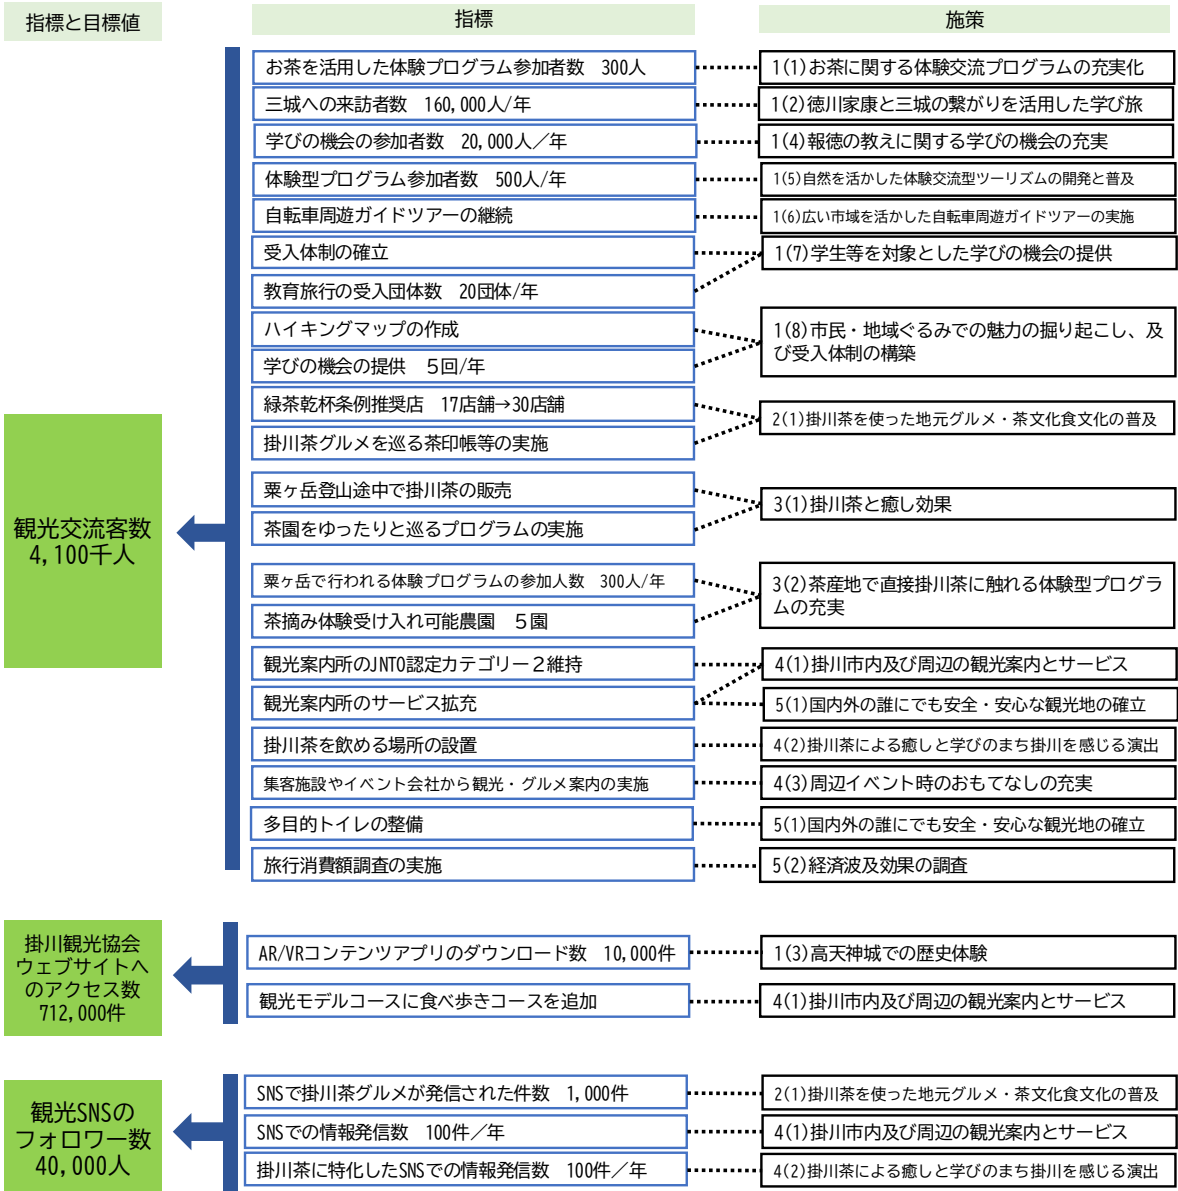 指標と目標値
指標
施策
お茶を活用した体験プログラム参加者数　300人
1(1)お茶に関する体験交流プログラムの充実化
三城への来訪者数　160,000人/年
1(2)徳川家康と三城の繋がりを活用した学び旅
学びの機会の参加者数　20,000人／年
1(4)報徳の教えに関する学びの機会の充実
体験型プログラム参加者数　500人/年
1(5)自然を活かした体験交流型ツーリズムの開発と普及
自転車周遊ガイドツアーの継続
1(6)広い市域を活かした自転車周遊ガイドツアーの実施
受入体制の確立
1(7)学生等を対象とした学びの機会の提供
教育旅行の受入団体数　20団体/年
ハイキングマップの作成
1(8)市民・地域ぐるみでの魅力の掘り起こし、及
び受入体制の構築
学びの機会の提供　５回/年
緑茶乾杯条例推奨店　17店舗→30店舗
2(1)掛川茶を使った地元グルメ・茶文化食文化の普及
掛川茶グルメを巡る茶印帳等の実施
粟ヶ岳登山途中で掛川茶の販売
3(1)掛川茶と癒し効果
茶園をゆったりと巡るプログラムの実施
観光交流客数
4,100千人
粟ヶ岳で行われる体験プログラムの参加人数　300人/年
3(2)茶産地で直接掛川茶に触れる体験型プログラ
ムの充実
茶摘み体験受け入れ可能農園　５園
観光案内所のJNTO認定カテゴリー２維持
4(1)掛川市内及び周辺の観光案内とサービス
観光案内所のサービス拡充
5(1)国内外の誰にでも安全・安心な観光地の確立
掛川茶を飲める場所の設置
4(2)掛川茶による癒しと学びのまち掛川を感じる演出
集客施設やイベント会社から観光・グルメ案内の実施
4(3)周辺イベント時のおもてなしの充実
多目的トイレの整備
5(1)国内外の誰にでも安全・安心な観光地の確立
旅行消費額調査の実施
5(2)経済波及効果の調査
掛川観光協会
ウェブサイトへ
のアクセス数
712,000件
AR/VRコンテンツアプリのダウンロード数　10,000件
1(3)高天神城での歴史体験
観光モデルコースに食べ歩きコースを追加
4(1)掛川市内及び周辺の観光案内とサービス
観光SNSの
フォロワー数
40,000人
SNSで掛川茶グルメが発信された件数　1,000件
2(1)掛川茶を使った地元グルメ・茶文化食文化の普及
SNSでの情報発信数　100件／年
4(1)掛川市内及び周辺の観光案内とサービス
掛川茶に特化したSNSでの情報発信数　100件／年
4(2)掛川茶による癒しと学びのまち掛川を感じる演出